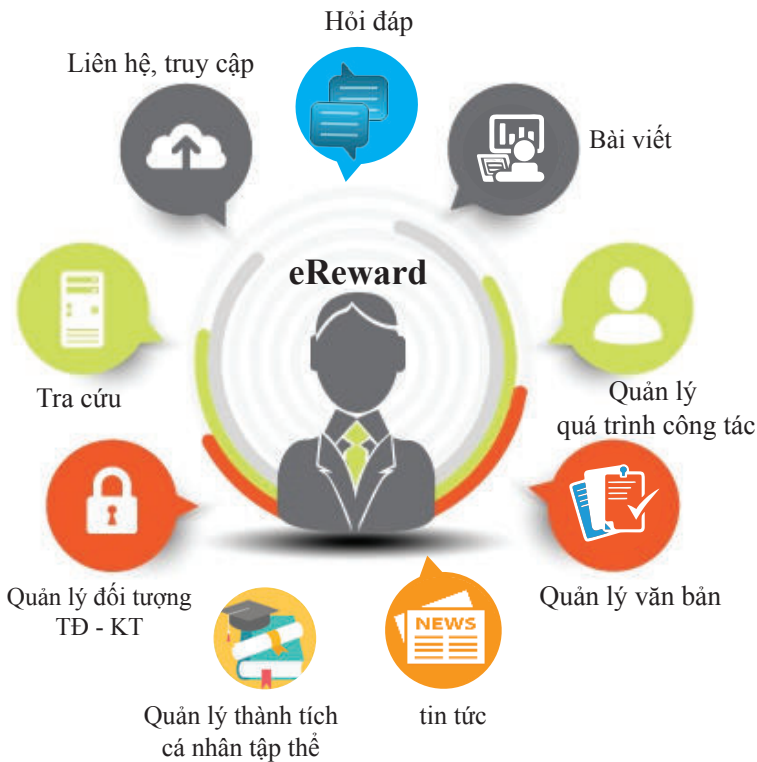 Hỏi đáp
Liên hệ, truy cập
Bài viết
eReward
Tra cứu
Quản lý
quá trình công tác
Quản lý đối tượng
TĐ - KT
Quản lý văn bản
NEWS
Quản lý thành tích
cá nhân tập thể
tin tức